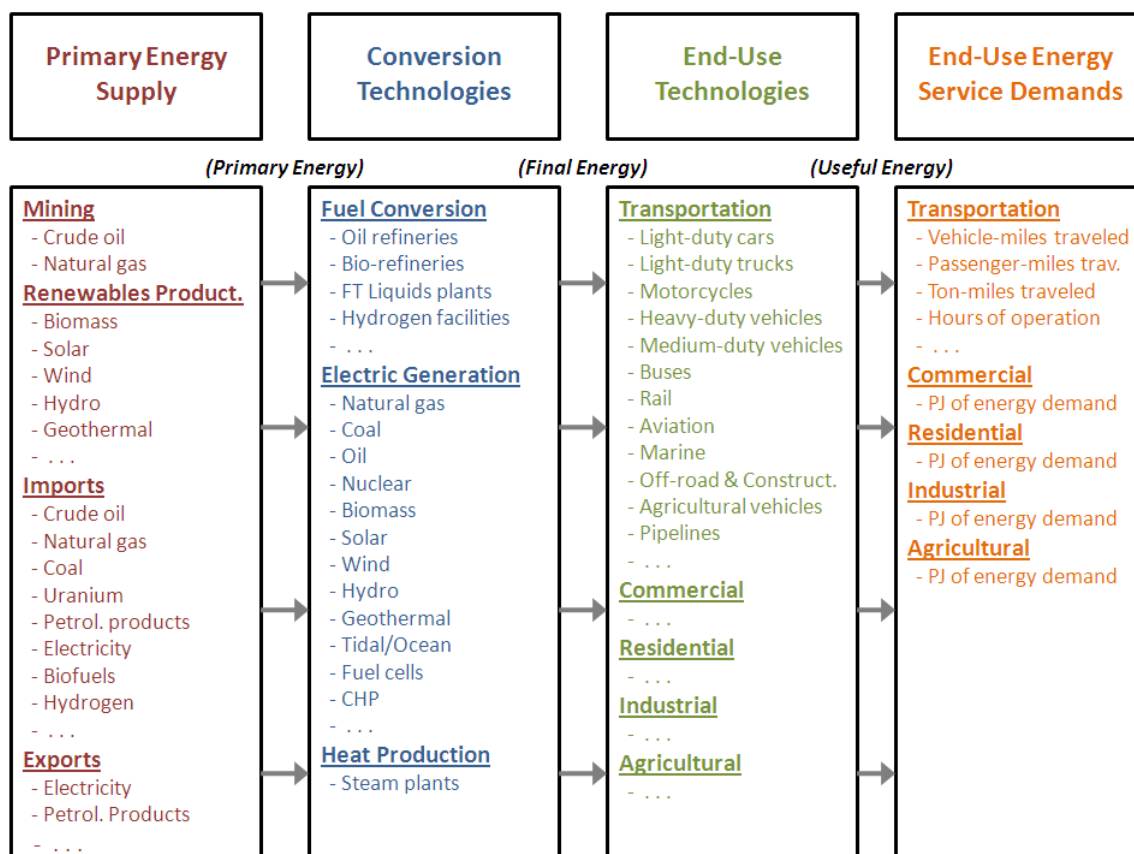 Primary Energy
Supply
Conversion
Technologies
End-Use
Technologies
End-Use Energy
Service Demands
(Primary Energy)
(Final Energy)
(Useful Energy)
Mining
- Crude oil
- Natural gas
Renewables Product.
- Biomass
- Solar
- Wind
- Hydro
- Geothermal
- . . .
Imports
- Crude oil
- Natural gas
- Coal
- Uranium
- Petrol. products
- Electricity
- Biofuels
- Hydrogen
- . . .
Exports
- Electricity
- Petrol. Products
- . . .
Fuel Conversion
- Oil refineries
- Bio-refineries
- FT Liquids plants
- Hydrogen facilities
- . . .
Electric Generation
- Natural gas
- Coal
- Oil
- Nuclear
- Biomass
- Solar
- Wind
- Hydro
- Geothermal
- Tidal/Ocean
- Fuel cells
- CHP
- . . .
Heat Production
- Steam plants
Transportation
- Light-duty cars
- Light-duty trucks
- Motorcycles
- Heavy-duty vehicles
- Medium-duty vehicles
- Buses
- Rail
- Aviation
- Marine
- Off-road & Construct.
- Agricultural vehicles
- Pipelines
- . . .
Commercial
- . . .
Residential
- . . .
Industrial
- . . .
Agricultural
- . . .
Transportation
- Vehicle-miles traveled
- Passenger-miles trav.
- Ton-miles traveled
- Hours of operation
- . . .
Commercial
- PJ of energy demand
Residential
- PJ of energy demand
Industrial
- PJ of energy demand
Agricultural
- PJ of energy demand